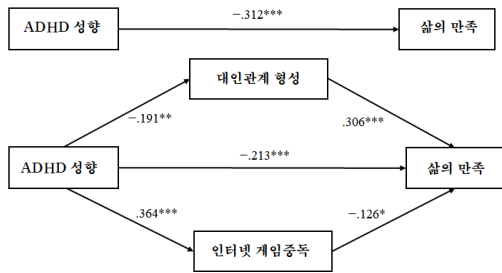 −.312***
ADHD 성향
삶의 만족
대인관계 형성
−.191**
.306***
−.213***
ADHD 성향
삶의 만족
.364***
−.126*
인터넷 게임중독